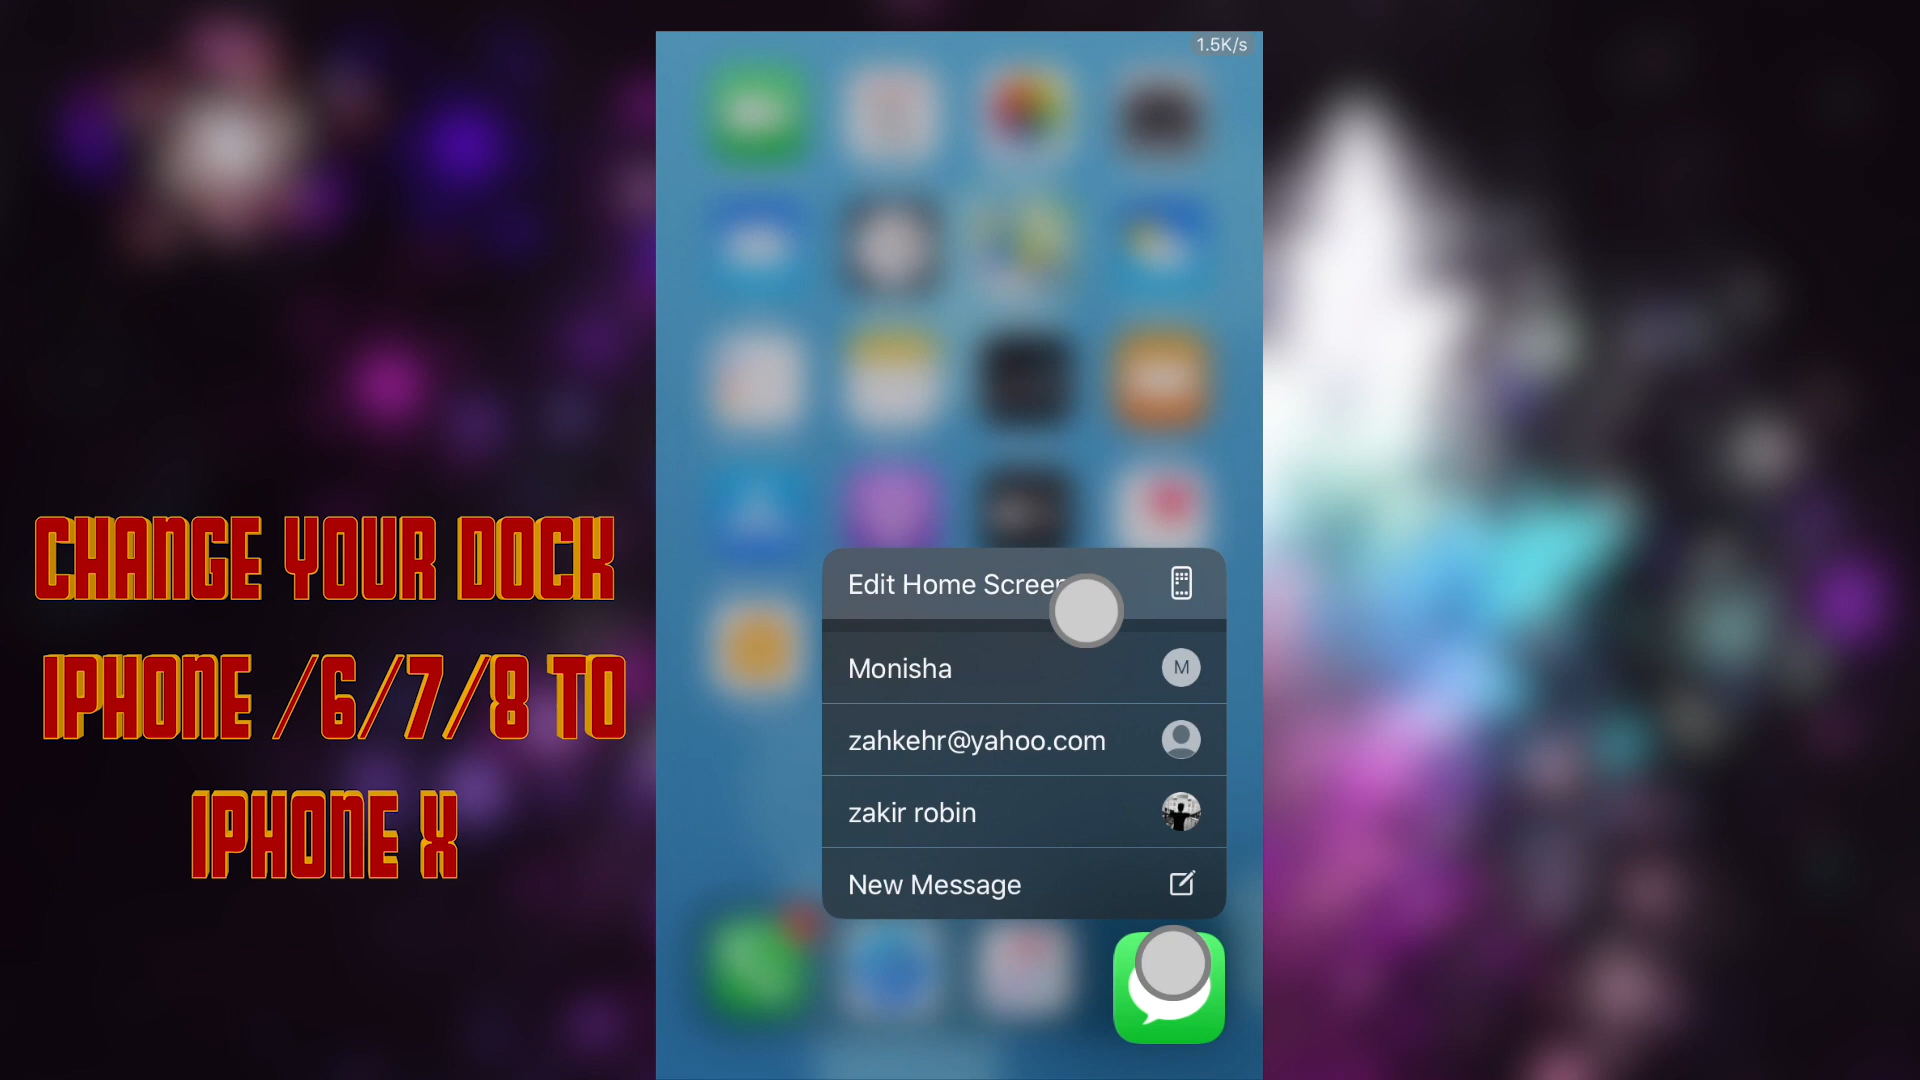 1.5K/s
CHANGE YOUR DOCK
IPHONE /6/7/8 TO
IPHONE X
Edit Home Screen
Monisha
M
zahkehr@yahoo.com
zakir robin
New Message